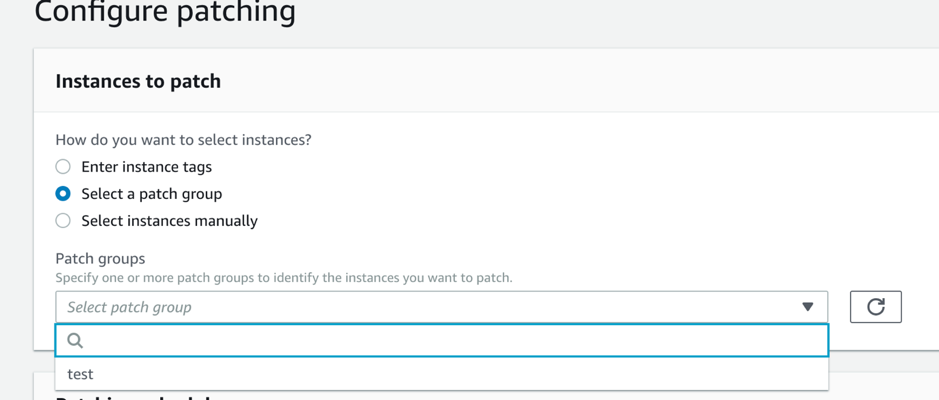 Configure patching
Instances to patch
How do you want to select instances?
Enter instance tags
Select a patch group
Select instances manually
Patch groups
Specify one or more patch groups to identify the instances you want to patch.
Select patch group
test